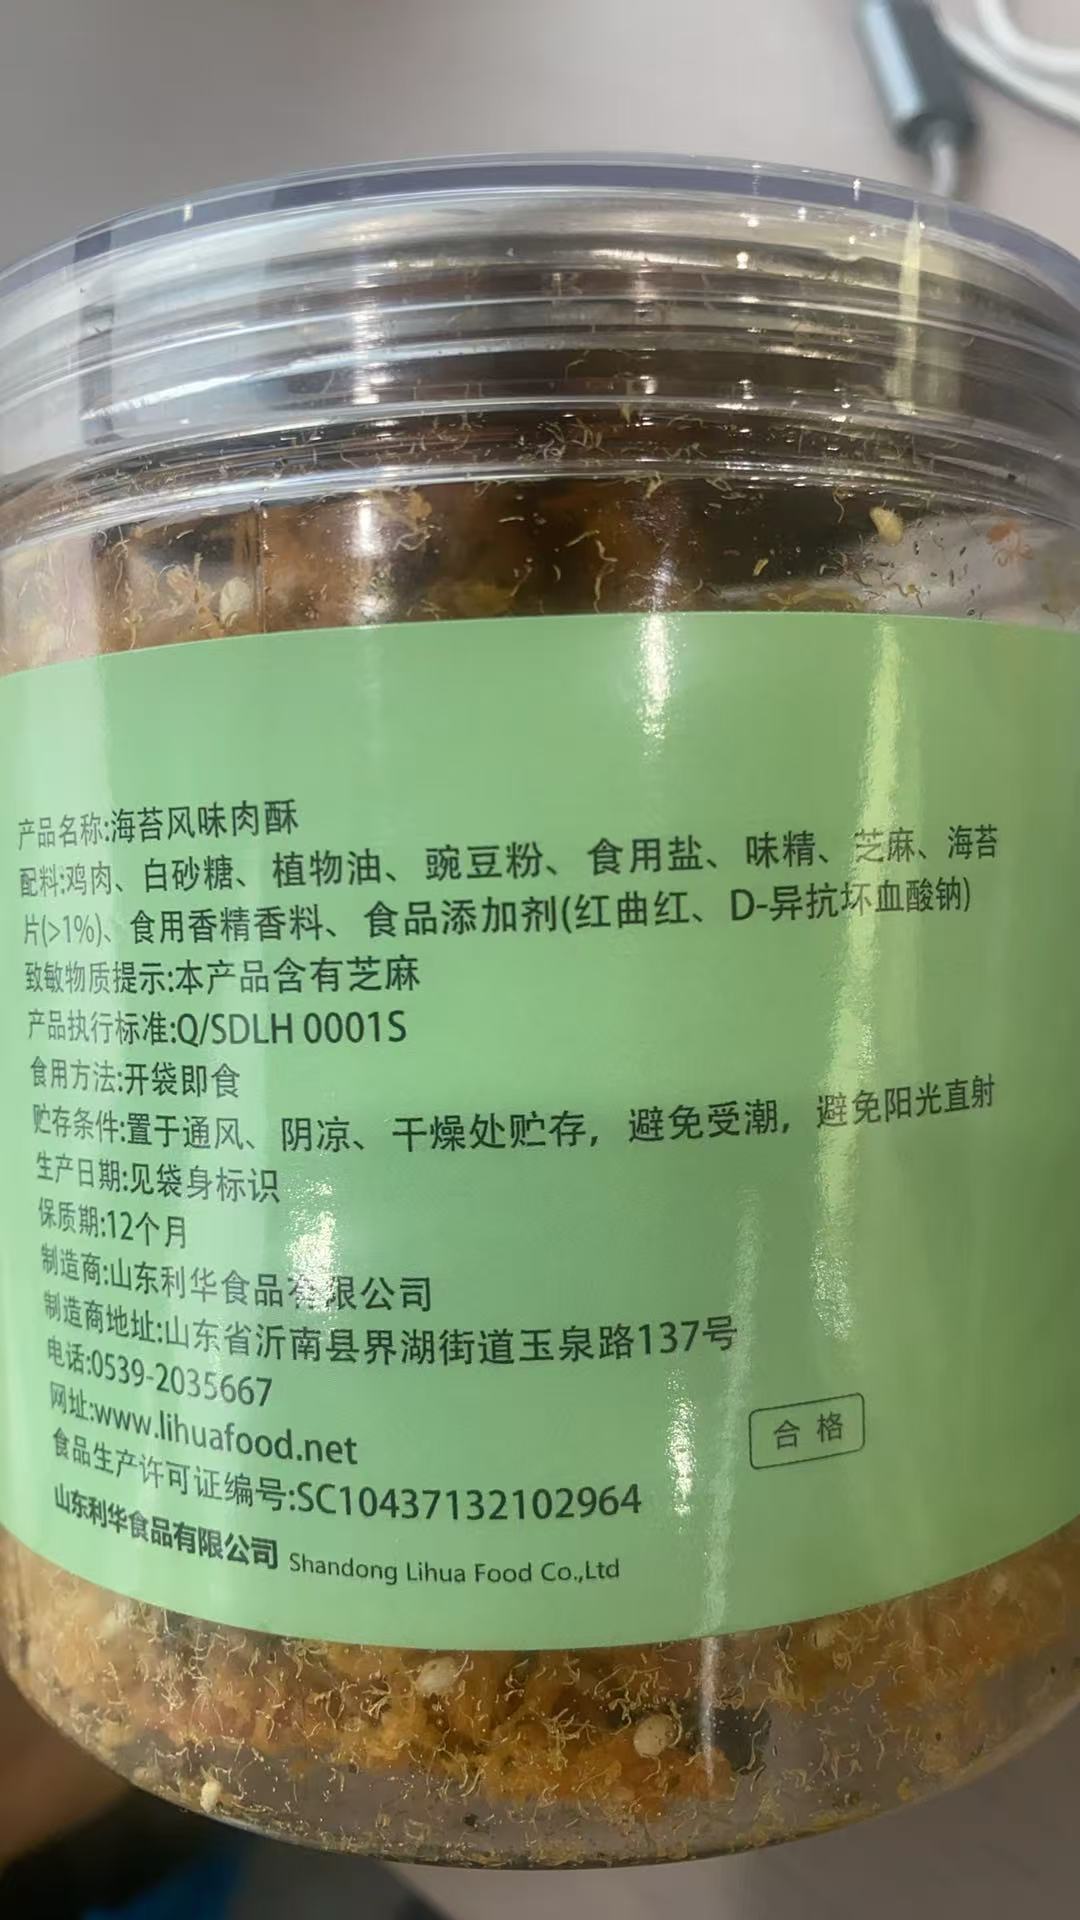 产品名称:海苔风味肉酥
配料:鸡肉、白砂糖、植物油、豌豆粉、食用盐、味精、芝麻、海苔
片(>1%)、食用香精香料、食品添加剂(红曲红、D-异抗坏血酸钠)
致敏物质提示:本产品含有芝麻
产品执行标准:Q/SDLH 0001S
食用方法:开袋即食
贮存条件:置于通风、阴凉、干燥处贮存，避免受潮，避免阳光直射
生产日期:见袋身标识
保质期:12个月
制造商:山东利华食品有限公司
制造商地址:山东省沂南县界湖街道玉泉路137号
电话:0539-2035667
网址:www.lihuafood.net
合格
食品生产许可证编号:SC10437132102964
山东利华食品有限公司 Shandong Lihua Food Co.,Ltd